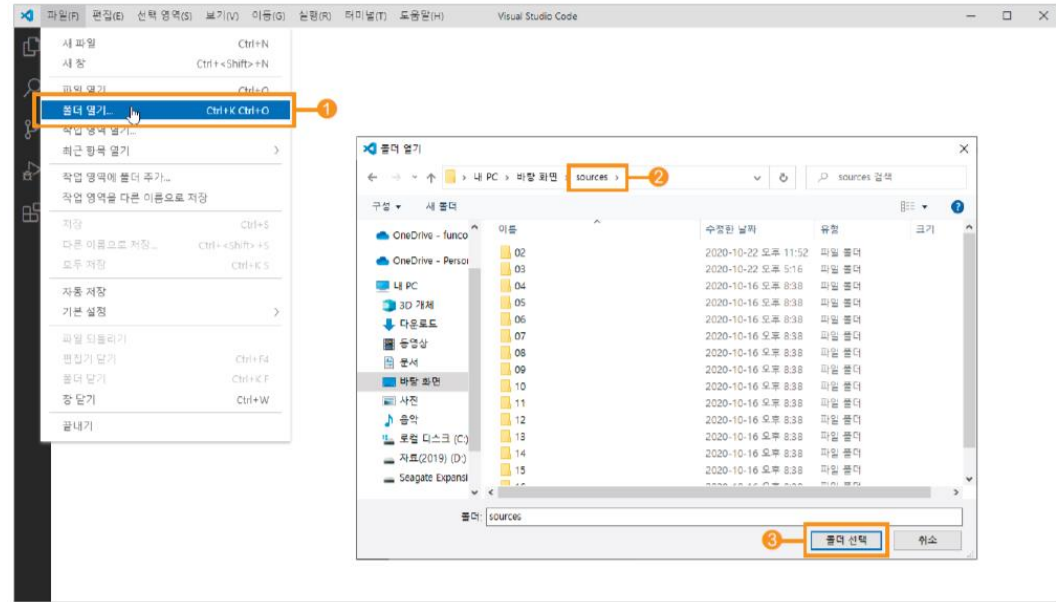 파일(F) 편집(E) 선택 영역(S) 보기(V) 이동(G) 실행(R) 터미널(T) 도움말(H) Visual Studio Code
새 파일 Ctrl+N
새 창 Ctrl+<Shift>+N
파일 열기 Ctrl+O
폴더 열기... Ctrl+K Ctrl+O
1
작업 영역 열기...
최근 항목 열기
작업 영역에 폴더 추가...
작업 영역을 다른 이름으로 저장
저장 Ctrl+S
다른 이름으로 저장... Ctrl+<Shift>+S
모두 저장 Ctrl+K S
자동 저장
기본 설정
파일 되돌리기
편집기 닫기 Ctrl+F4
폴더 닫기 Ctrl+K F
창 닫기 Ctrl+W
끝내기
폴더 열기
내 PC > 바탕 화면 > sources > 2 sources 검색
구성 새 폴더
이름 수정한 날짜 유형 크기
OneDrive - funco
OneDrive - Person
내 PC
3D 개체
다운로드
동영상
문서
바탕 화면
사진
음악
로컬 디스크 (C:)
자료(2019) (D:)
Seagate Expansi
02 2020-10-22 오후 11:52 파일 폴더
03 2020-10-22 오후 5:16 파일 폴더
04 2020-10-16 오후 8:38 파일 폴더
05 2020-10-16 오후 8:38 파일 폴더
06 2020-10-16 오후 8:38 파일 폴더
07 2020-10-16 오후 8:38 파일 폴더
08 2020-10-16 오후 8:38 파일 폴더
09 2020-10-16 오후 8:38 파일 폴더
10 2020-10-16 오후 8:38 파일 폴더
11 2020-10-16 오후 8:38 파일 폴더
12 2020-10-16 오후 8:38 파일 폴더
13 2020-10-16 오후 8:38 파일 폴더
14 2020-10-16 오후 8:38 파일 폴더
15 2020-10-16 오후 8:38 파일 폴더
폴더: sources
3 폴더 선택 취소